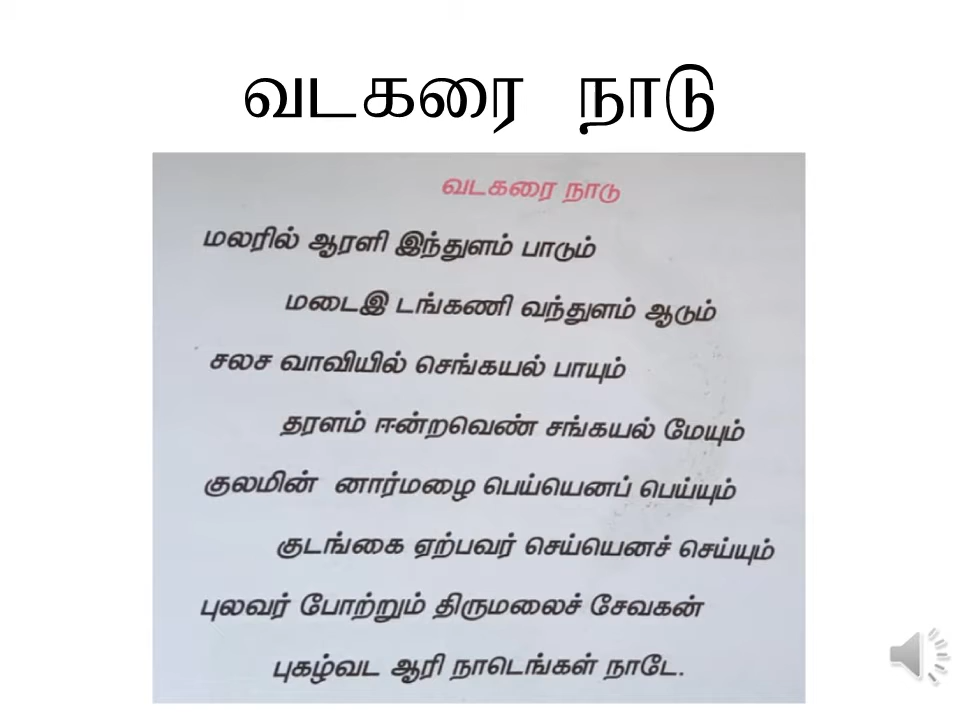 வடகரை நாடு
வடகரை நாடு
மலரில் ஆரளி இந்துளம் பாடும்
மடைஇ டங்கணி வந்துளம் ஆடும்
சலச வாவியில் செங்கயல் பாயும்
தரளம் ஈன்றவெண் சங்கயல் மேயும்
குலமின் னார்மழை பெய்யெனப் பெய்யும்
குடங்கை ஏற்பவர் செய்யெனச் செய்யும்
புலவர் போற்றும் திருமலைச் சேவகன்
புகழ்வட ஆரி நாடெங்கள் நாடே.